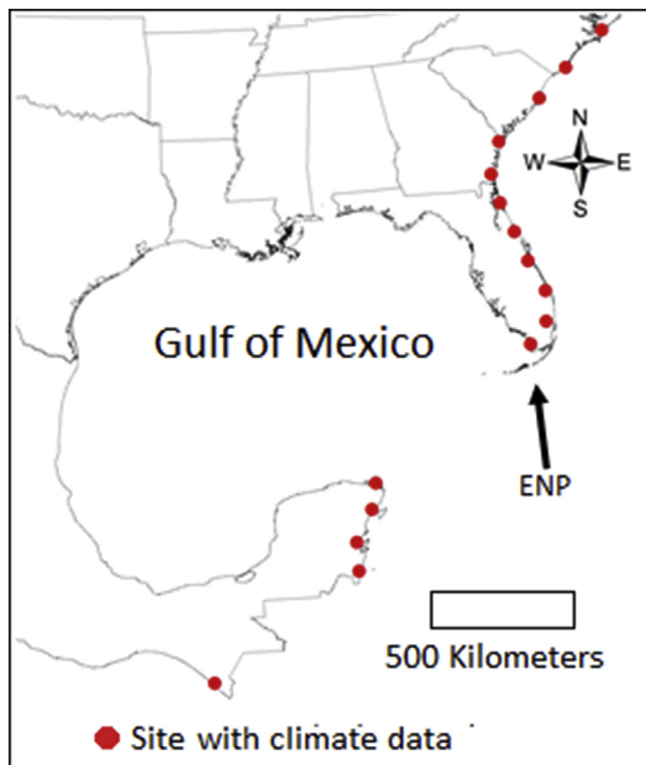 N
W E
S
Gulf of Mexico
ENP
500 Kilometers
Site with climate data